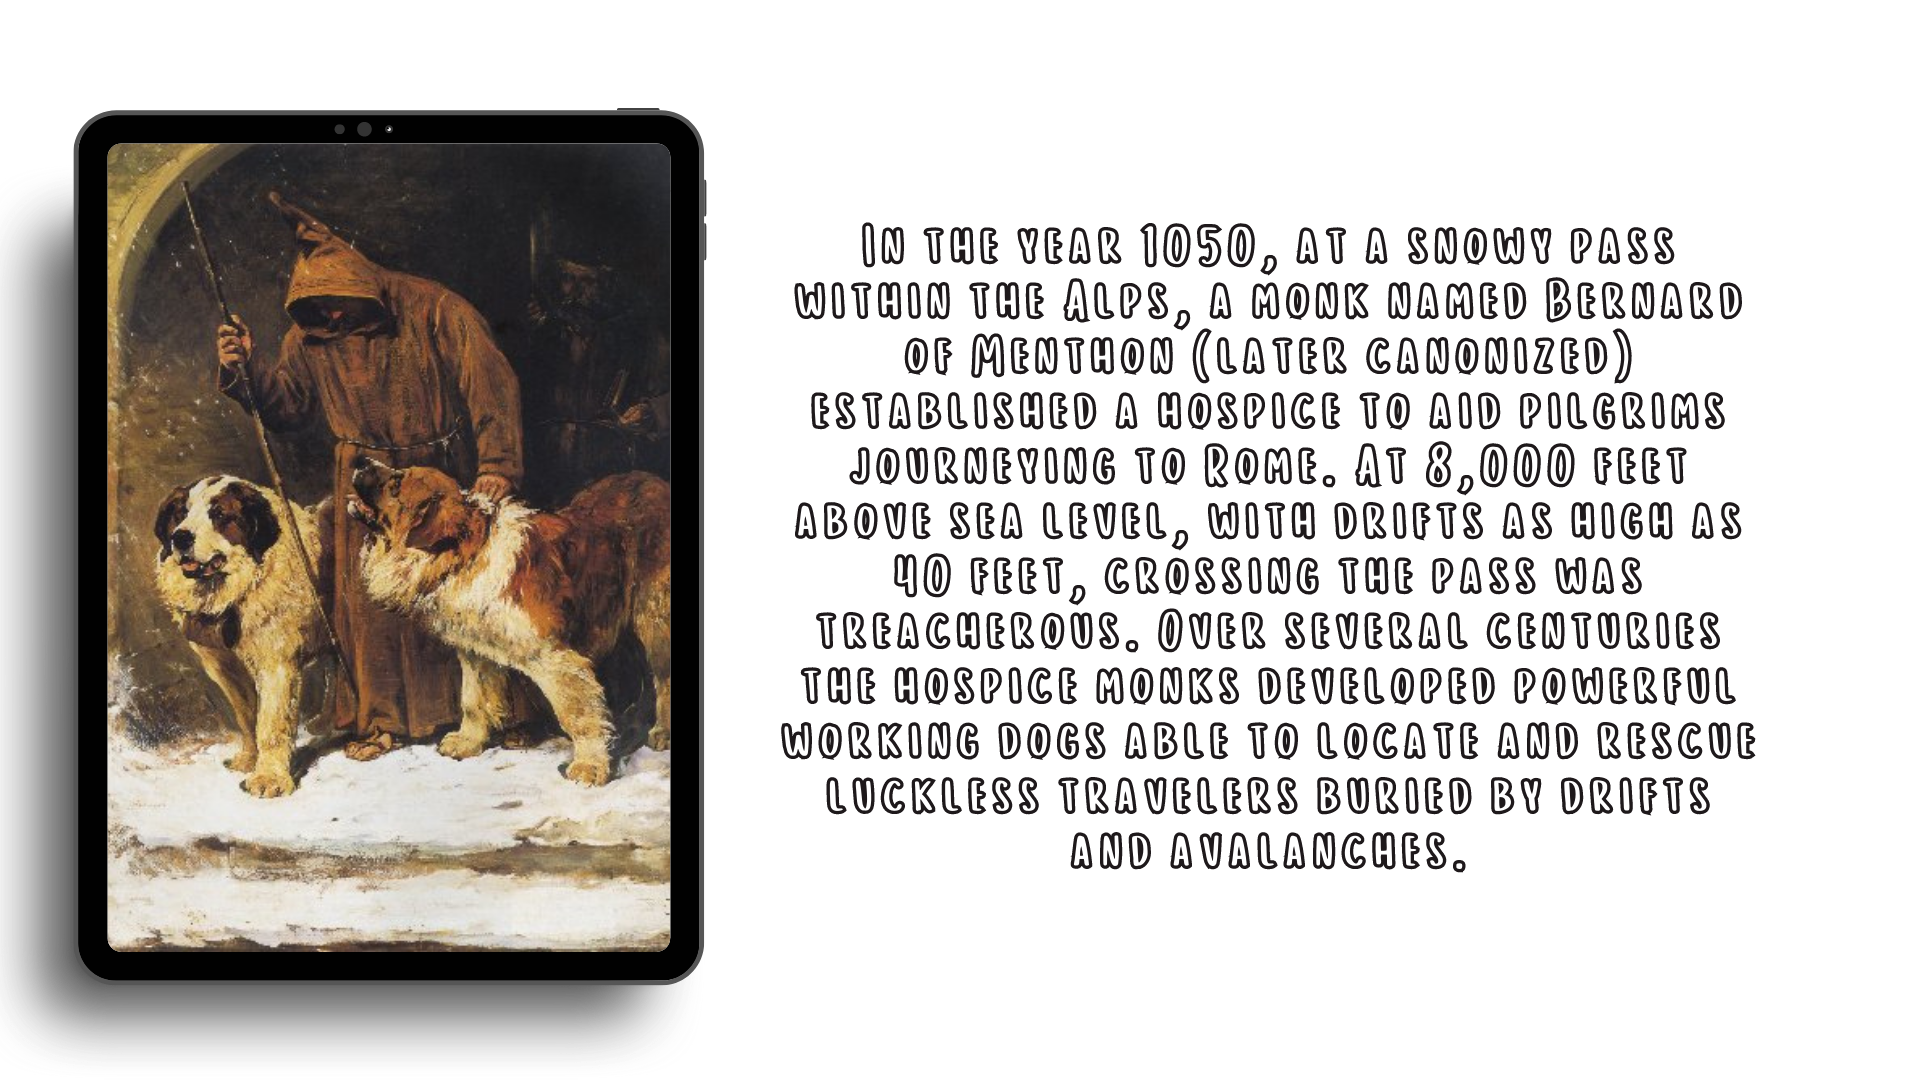 In the year 1050, at a snowy pass
within the Alps, a monk named Bernard
of Menthon (later canonized)
established a hospice to aid pilgrims
journeying to Rome. At 8,000 feet
above sea level, with drifts as high as
40 feet, crossing the pass was
treacherous. Over several centuries
the hospice monks developed powerful
working dogs able to locate and rescue
luckless travelers buried by drifts
and avalanches.